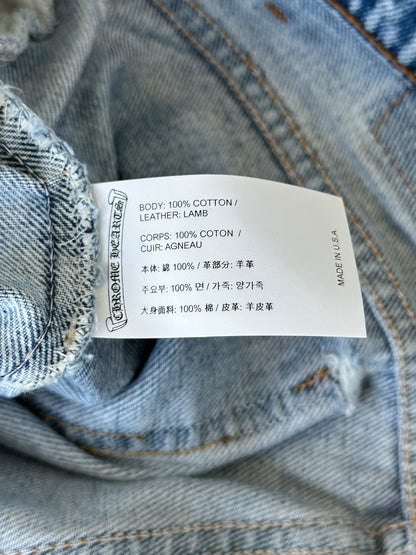 CHROME HEARTS
BODY: 100% COTTON /
LEATHER: LAMB
CORPS: 100% COTON /
CUIR: AGNEAU
本体: 綿 100% / 革部分: 羊革
주요부: 100% 면 / 가죽: 양가죽
大身面料: 100% 棉 / 皮革: 羊皮革
MADE IN U.S.A.